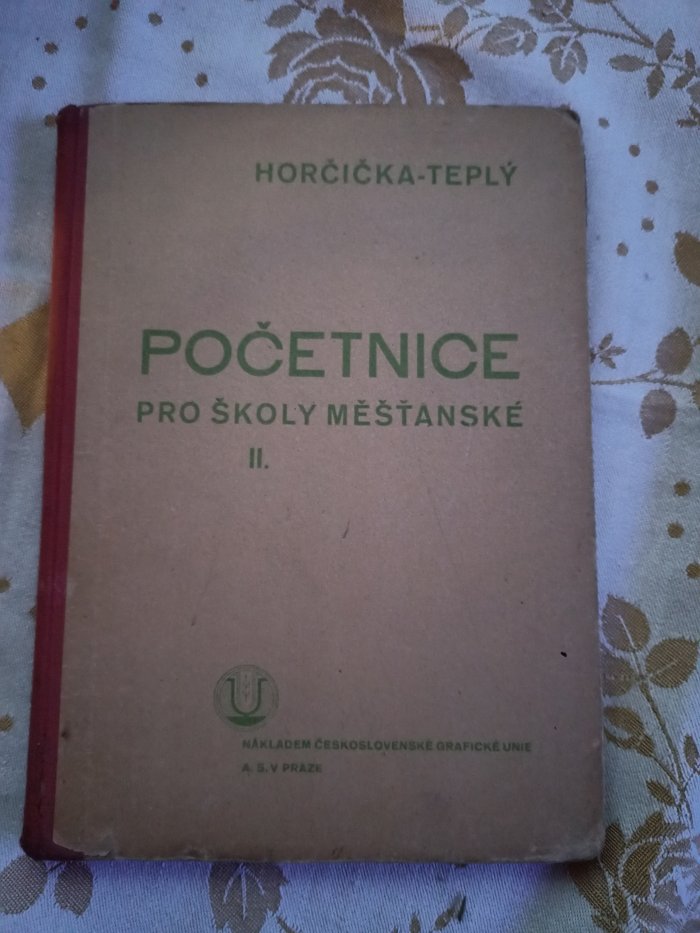 HORČIČKA-TEPLÝ
POČETNICE
PRO ŠKOLY MĚŠŤANSKÉ
II.
U
NÁKLADEM ČESKOSLOVENSKÉ GRAFICKÉ UNIE
A. S. V PRAZE